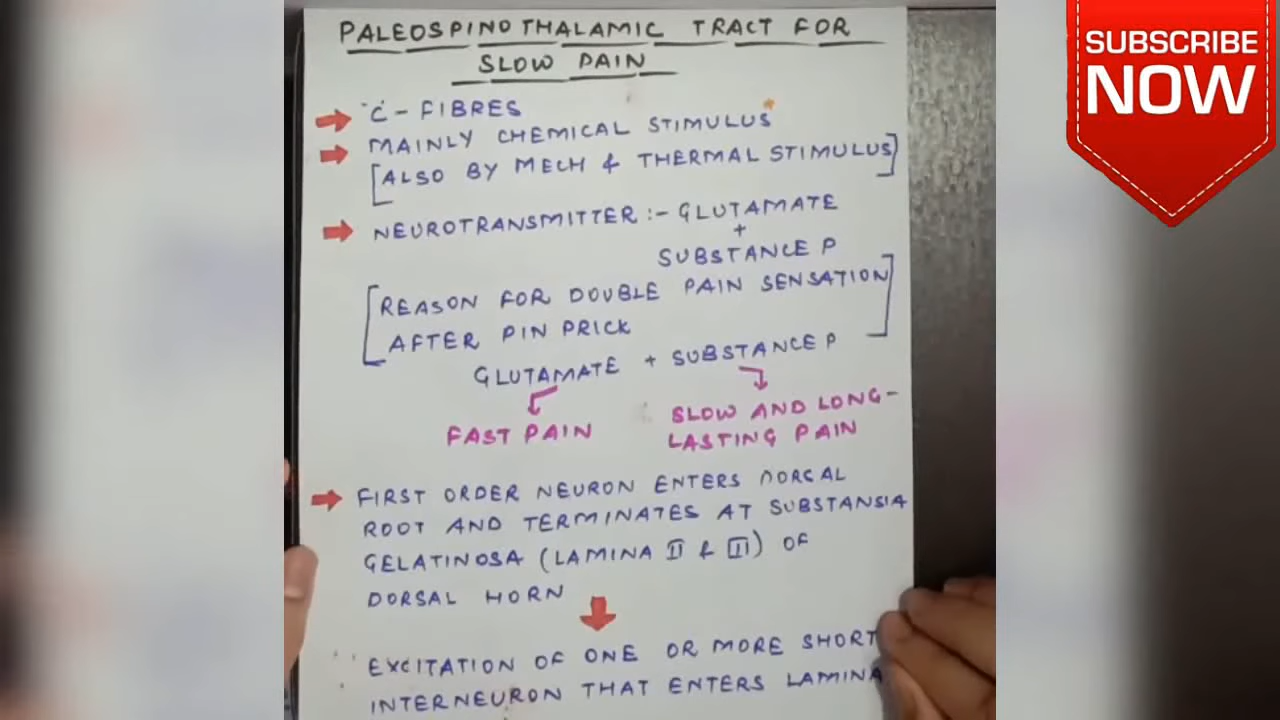 PALEOSPINOTHALAMIC TRACT FOR
SLOW PAIN
"C"- FIBRES
MAINLY CHEMICAL STIMULUS*
[ALSO BY MECH & THERMAL STIMULUS]
NEUROTRANSMITTER :- GLUTAMATE
+
SUBSTANCE P
[REASON FOR DOUBLE PAIN SENSATION
AFTER PIN PRICK]
GLUTAMATE + SUBSTANCE P
FAST PAIN
SLOW AND LONG-
LASTING PAIN
FIRST ORDER NEURON ENTERS DORSAL
ROOT AND TERMINATES AT SUBSTANSIA
GELATINOSA (LAMINA II & III) OF
DORSAL HORN
EXCITATION OF ONE OR MORE SHORT
INTERNEURON THAT ENTERS LAMINA
SUBSCRIBE
NOW